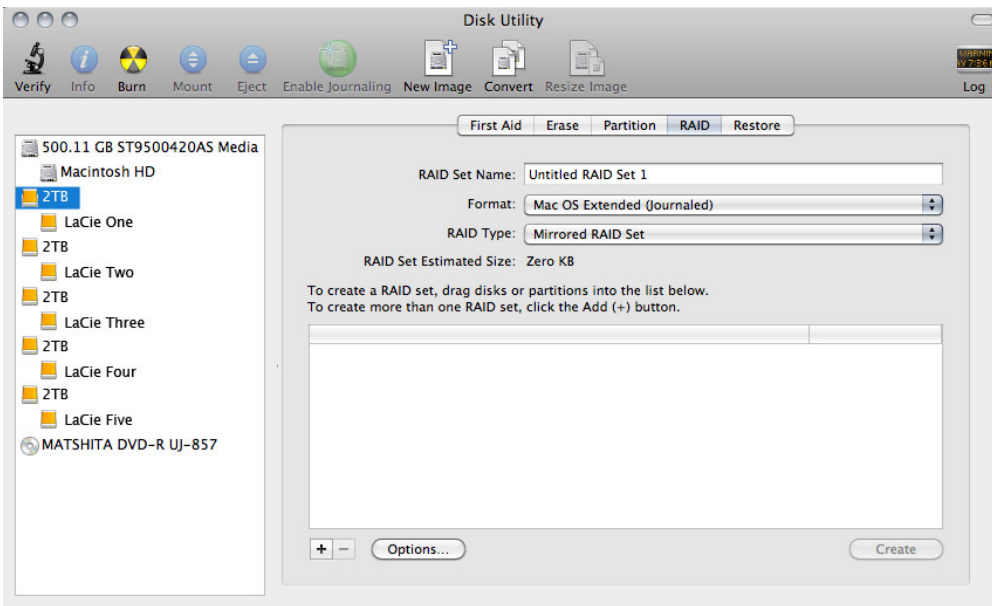 Disk Utility
Verify Info Burn Mount Eject Enable Journaling New Image Convert Resize Image Log
First Aid Erase Partition RAID Restore
500.11 GB ST9500420AS Media
Macintosh HD
2TB
LaCie One
2TB
LaCie Two
2TB
LaCie Three
2TB
LaCie Four
2TB
LaCie Five
MATSHITA DVD-R UJ-857
RAID Set Name: Untitled RAID Set 1
Format: Mac OS Extended (Journaled)
RAID Type: Mirrored RAID Set
RAID Set Estimated Size: Zero KB
To create a RAID set, drag disks or partitions into the list below.
To create more than one RAID set, click the Add (+) button.
+ −
Options...
Create